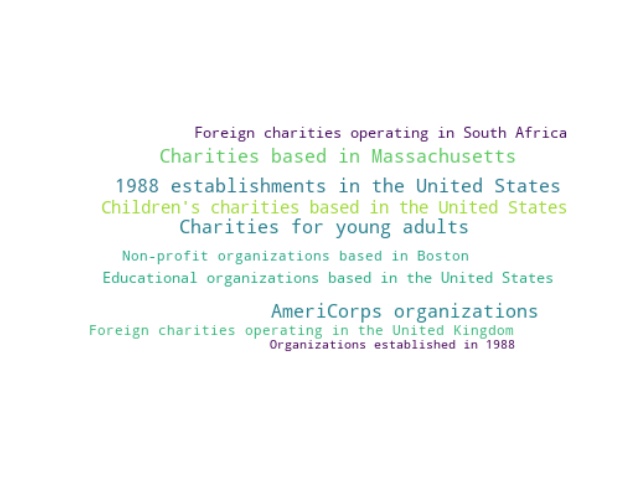 Foreign charities operating in South Africa
Charities based in Massachusetts
1988 establishments in the United States
Children's charities based in the United States
Charities for young adults
Non-profit organizations based in Boston
Educational organizations based in the United States
AmeriCorps organizations
Foreign charities operating in the United Kingdom
Organizations established in 1988